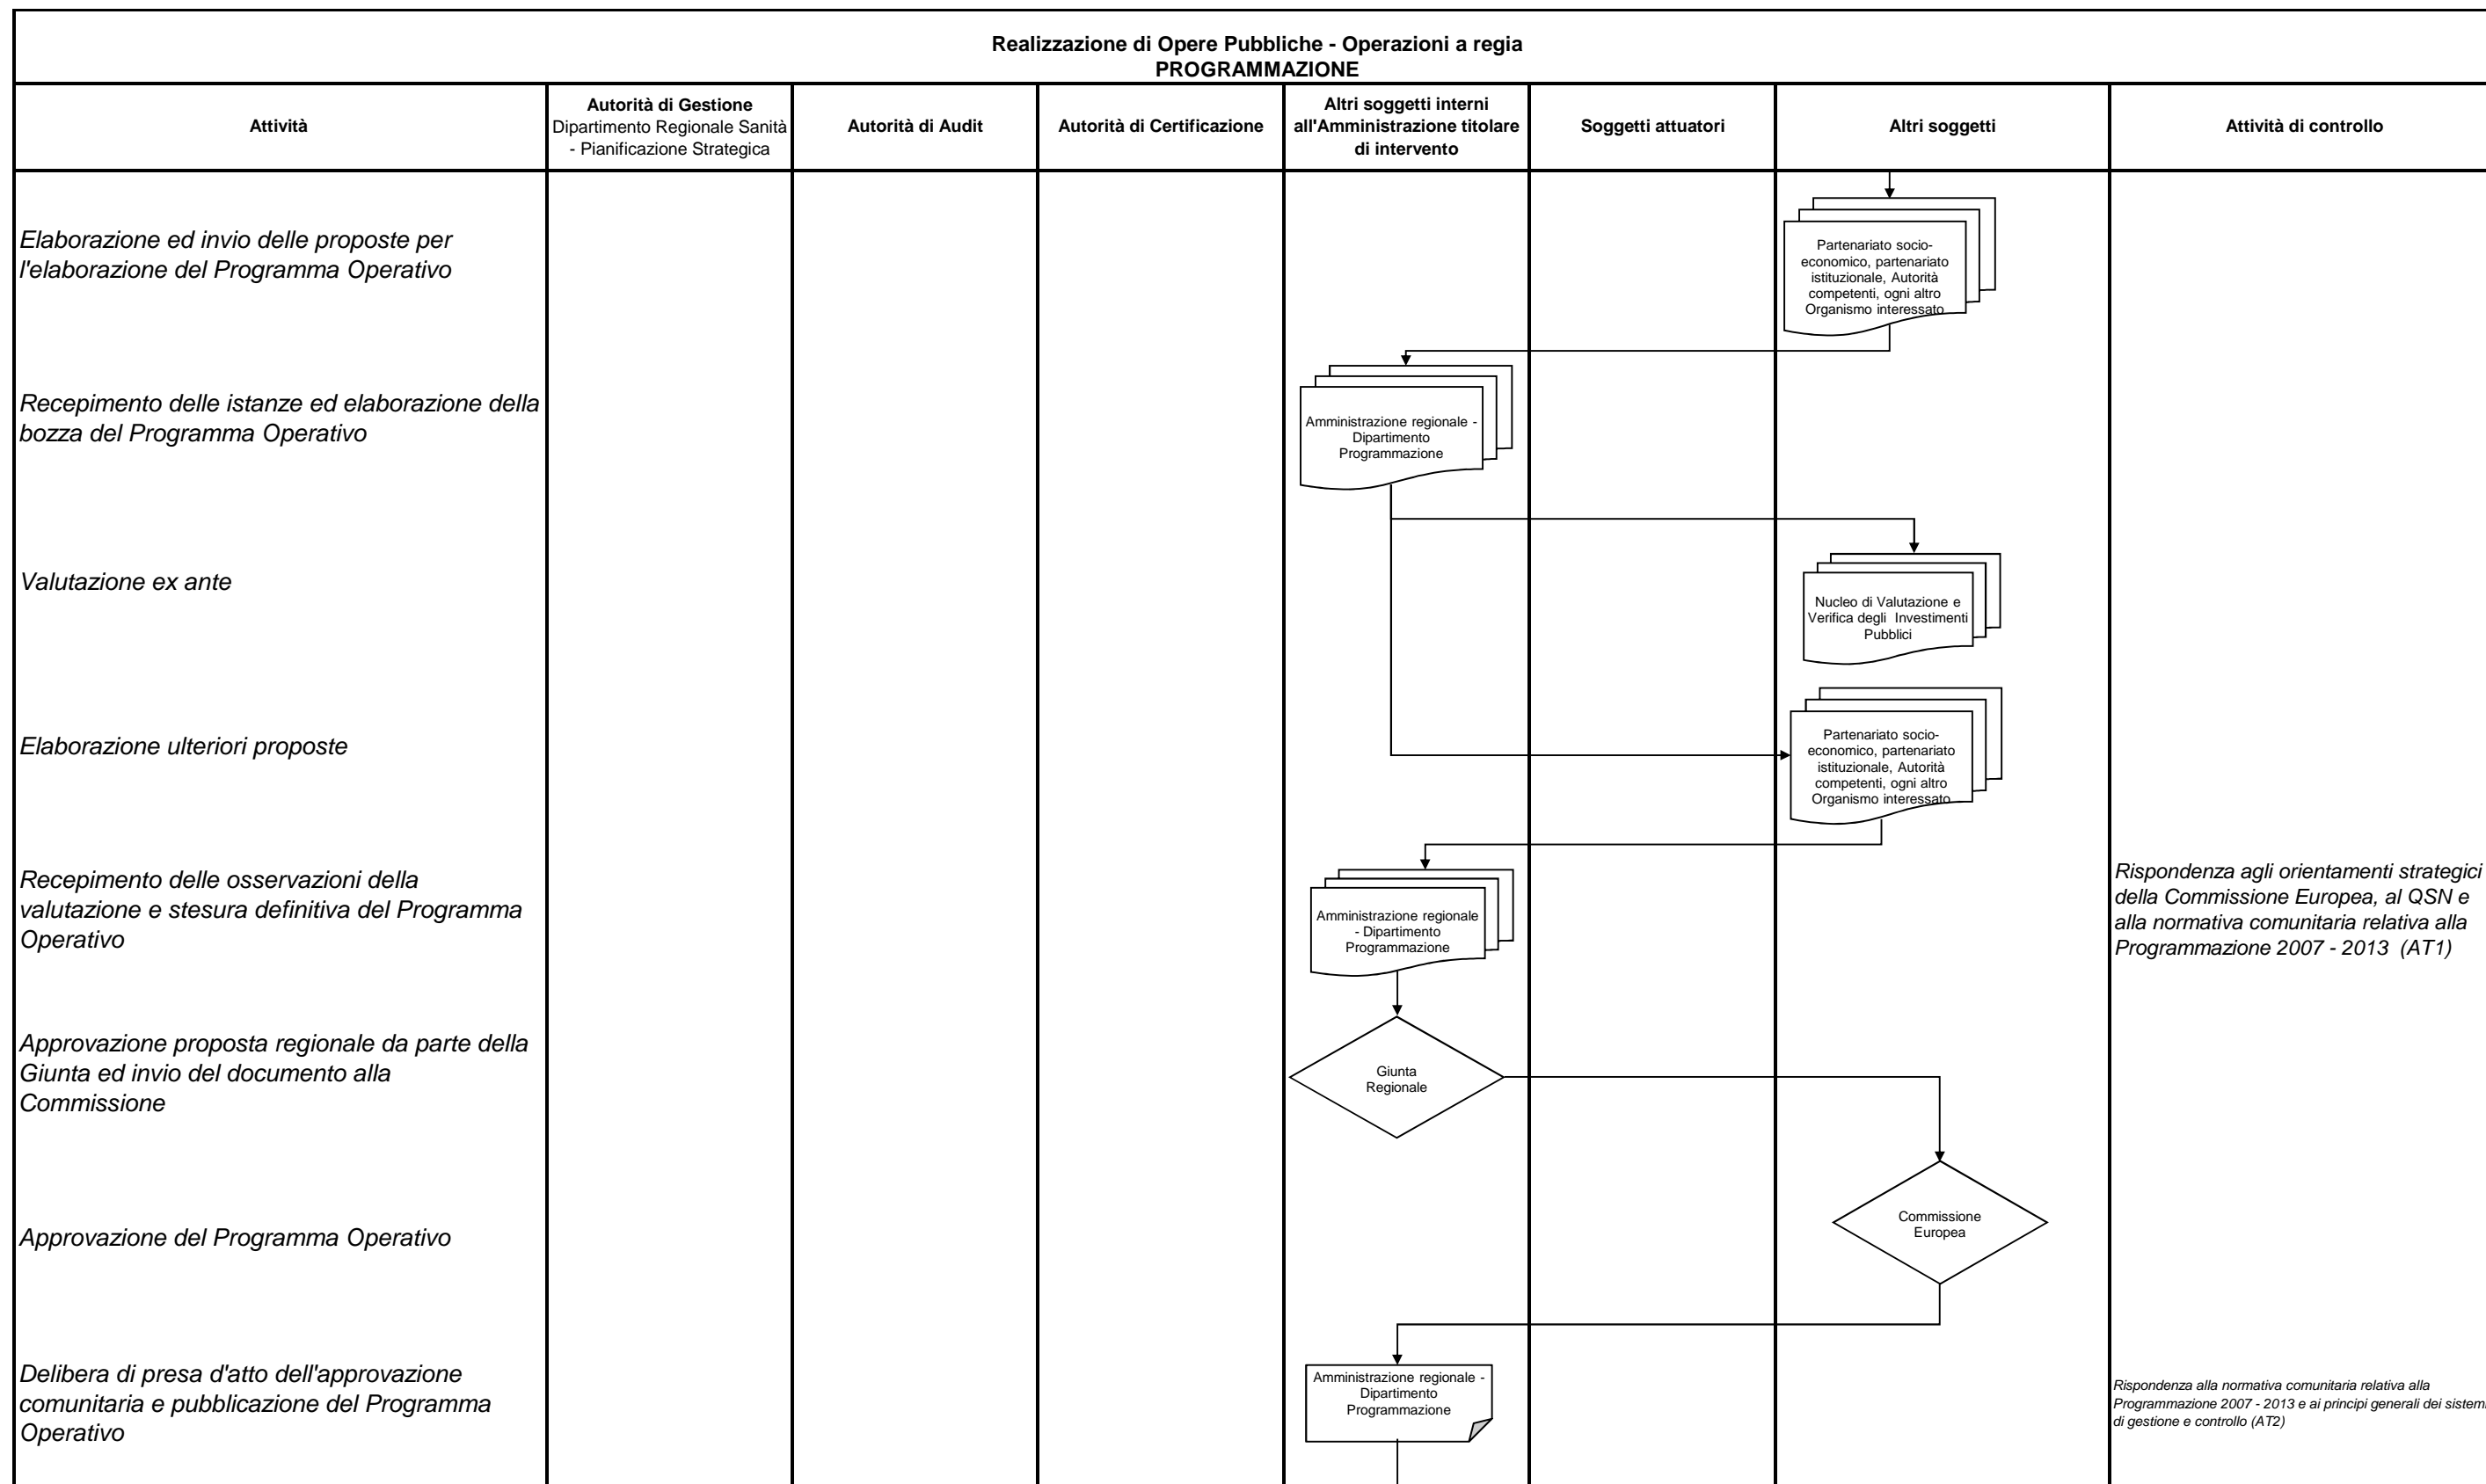 Realizzazione di Opere Pubbliche - Operazioni a regia
PROGRAMMAZIONE
Attività
Autorità di Gestione
Dipartimento Regionale Sanità
- Pianificazione Strategica
Autorità di Audit
Autorità di Certificazione
Altri soggetti interni
all'Amministrazione titolare
di intervento
Soggetti attuatori
Altri soggetti
Attività di controllo
Elaborazione ed invio delle proposte per
l'elaborazione del Programma Operativo
Partenariato socio-
economico, partenariato
istituzionale, Autorità
competenti, ogni altro
Organismo interessato
Recepimento delle istanze ed elaborazione della
bozza del Programma Operativo
Amministrazione regionale -
Dipartimento
Programmazione
Valutazione ex ante
Nucleo di Valutazione e
Verifica degli Investimenti
Pubblici
Elaborazione ulteriori proposte
Partenariato socio-
economico, partenariato
istituzionale, Autorità
competenti, ogni altro
Organismo interessato
Recepimento delle osservazioni della
valutazione e stesura definitiva del Programma
Operativo
Amministrazione regionale
- Dipartimento
Programmazione
Rispondenza agli orientamenti strategici
della Commissione Europea, al QSN e
alla normativa comunitaria relativa alla
Programmazione 2007 - 2013 (AT1)
Approvazione proposta regionale da parte della
Giunta ed invio del documento alla
Commissione
Giunta
Regionale
Approvazione del Programma Operativo
Commissione
Europea
Delibera di presa d'atto dell'approvazione
comunitaria e pubblicazione del Programma
Operativo
Amministrazione regionale -
Dipartimento
Programmazione
Rispondenza alla normativa comunitaria relativa alla
Programmazione 2007 - 2013 e ai principi generali dei sistemi
di gestione e controllo (AT2)